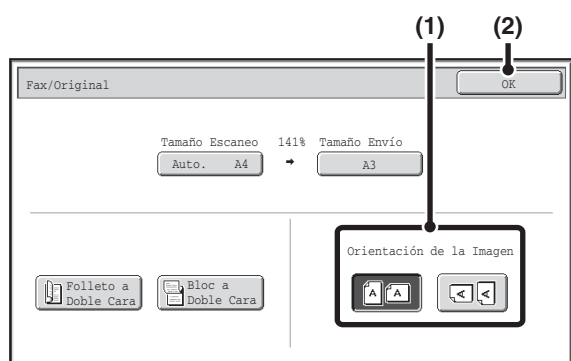 (1) (2)
Fax/Original OK
Tamaño Escaneo 141% Tamaño Envío
Auto. A4 → A3
Orientación de la Imagen
Folleto a
Doble Cara
Bloc a
Doble Cara
A A A A